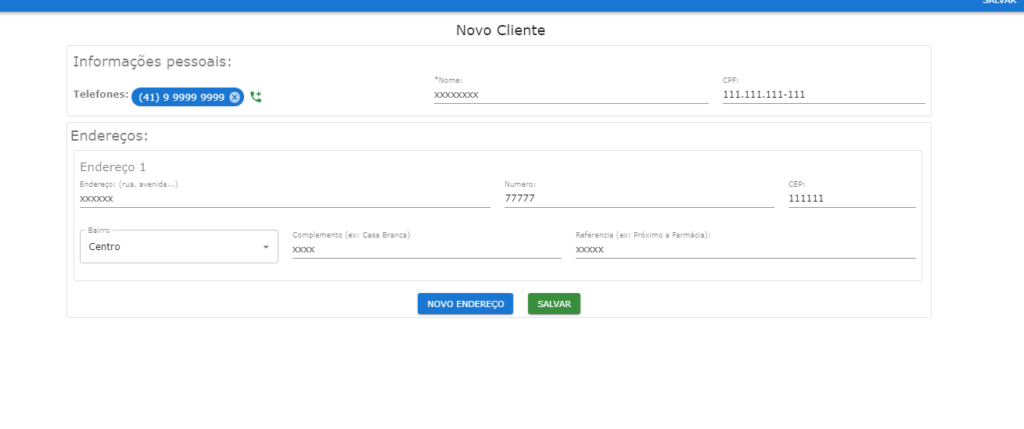 SALVAR
Novo Cliente
Informações pessoais:
Telefones: (41) 9 9999 9999
*Nome:
xxxxxxxx
CPF:
111.111.111-111
Endereços:
Endereço 1
Endereço: (rua, avenida...)
xxxxxx
Numero:
77777
CEP:
111111
Bairro
Centro
Complemento (ex: Casa Branca)
xxxx
Referencia (ex: Próximo a Farmácia):
xxxxx
NOVO ENDEREÇO SALVAR